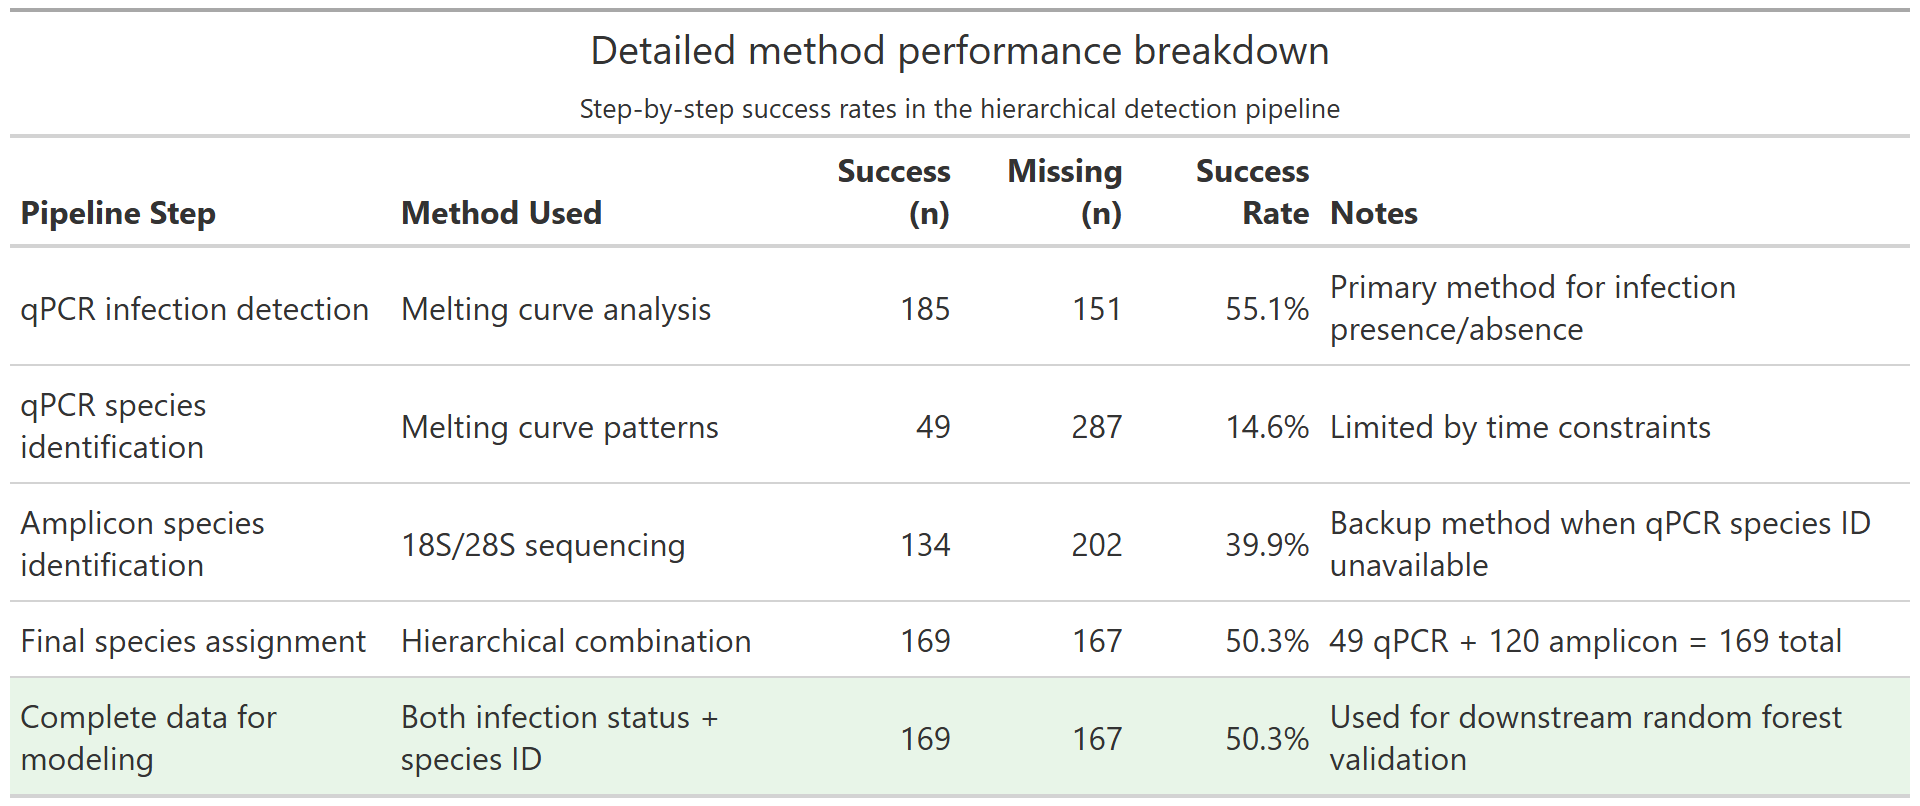 Detailed method performance breakdown
Step-by-step success rates in the hierarchical detection pipeline
Pipeline Step Method Used Success (n) Missing (n) Success Rate Notes
qPCR infection detection Melting curve analysis 185 151 55.1% Primary method for infection presence/absence
qPCR species identification Melting curve patterns 49 287 14.6% Limited by time constraints
Amplicon species identification 18S/28S sequencing 134 202 39.9% Backup method when qPCR species ID unavailable
Final species assignment Hierarchical combination 169 167 50.3% 49 qPCR + 120 amplicon = 169 total
Complete data for modeling Both infection status + species ID 169 167 50.3% Used for downstream random forest validation